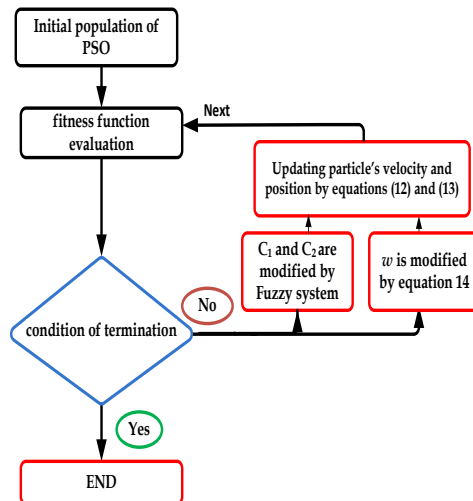 Initial population of
PSO
Next
fitness function
evaluation
Updating particle's velocity and
position by equations (12) and (13)
C₁ and C₂ are
modified by
Fuzzy system
w is modified
by equation 14
No
condition of termination
Yes
END